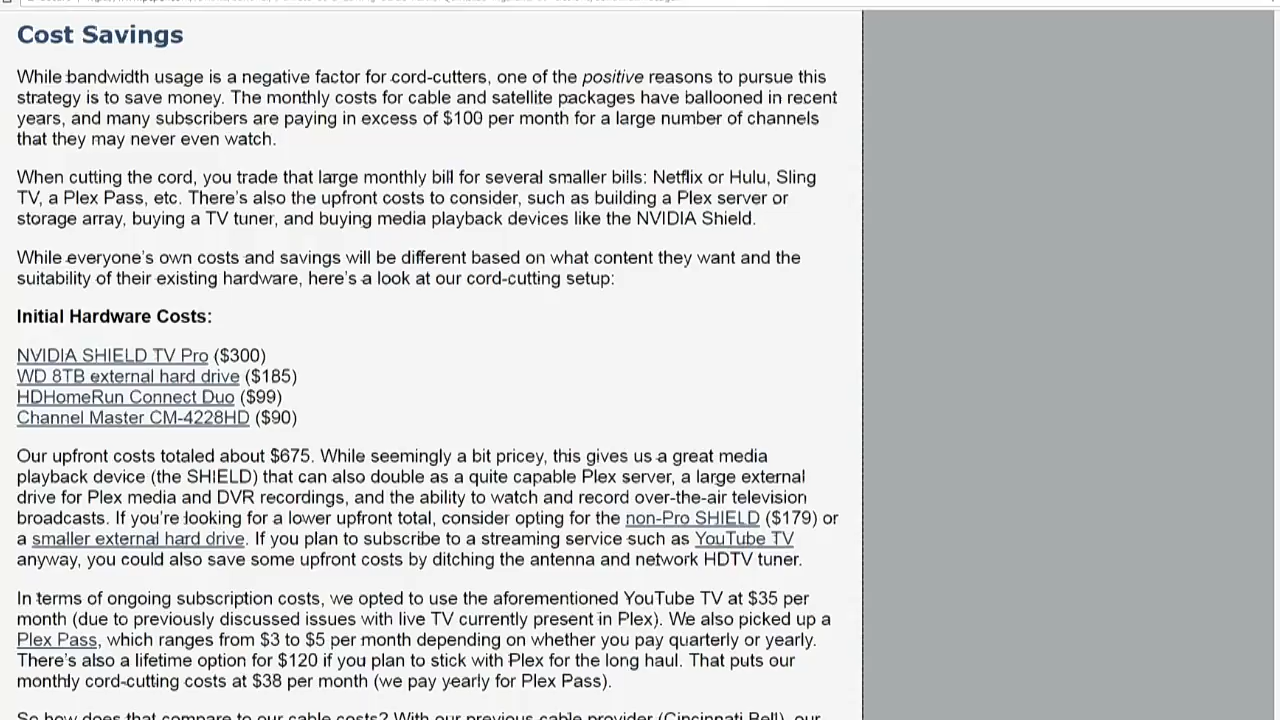 Cost Savings
While bandwidth usage is a negative factor for cord-cutters, one of the positive reasons to pursue this
strategy is to save money. The monthly costs for cable and satellite packages have ballooned in recent
years, and many subscribers are paying in excess of $100 per month for a large number of channels
that they may never even watch.
When cutting the cord, you trade that large monthly bill for several smaller bills: Netflix or Hulu, Sling
TV, a Plex Pass, etc. There's also the upfront costs to consider, such as building a Plex server or
storage array, buying a TV tuner, and buying media playback devices like the NVIDIA Shield.
While everyone's own costs and savings will be different based on what content they want and the
suitability of their existing hardware, here's a look at our cord-cutting setup:
Initial Hardware Costs:
NVIDIA SHIELD TV Pro ($300)
WD 8TB external hard drive ($185)
HDHomeRun Connect Duo ($99)
Channel Master CM-4228HD ($90)
Our upfront costs totaled about $675. While seemingly a bit pricey, this gives us a great media
playback device (the SHIELD) that can also double as a quite capable Plex server, a large external
drive for Plex media and DVR recordings, and the ability to watch and record over-the-air television
broadcasts. If you're looking for a lower upfront total, consider opting for the non-Pro SHIELD ($179) or
a smaller external hard drive. If you plan to subscribe to a streaming service such as YouTube TV
anyway, you could also save some upfront costs by ditching the antenna and network HDTV tuner.
In terms of ongoing subscription costs, we opted to use the aforementioned YouTube TV at $35 per
month (due to previously discussed issues with live TV currently present in Plex). We also picked up a
Plex Pass, which ranges from $3 to $5 per month depending on whether you pay quarterly or yearly.
There's also a lifetime option for $120 if you plan to stick with Plex for the long haul. That puts our
monthly cord-cutting costs at $38 per month (we pay yearly for Plex Pass).
So how does that compare to our cable costs? With our previous cable provider (Cincinnati Bell), our